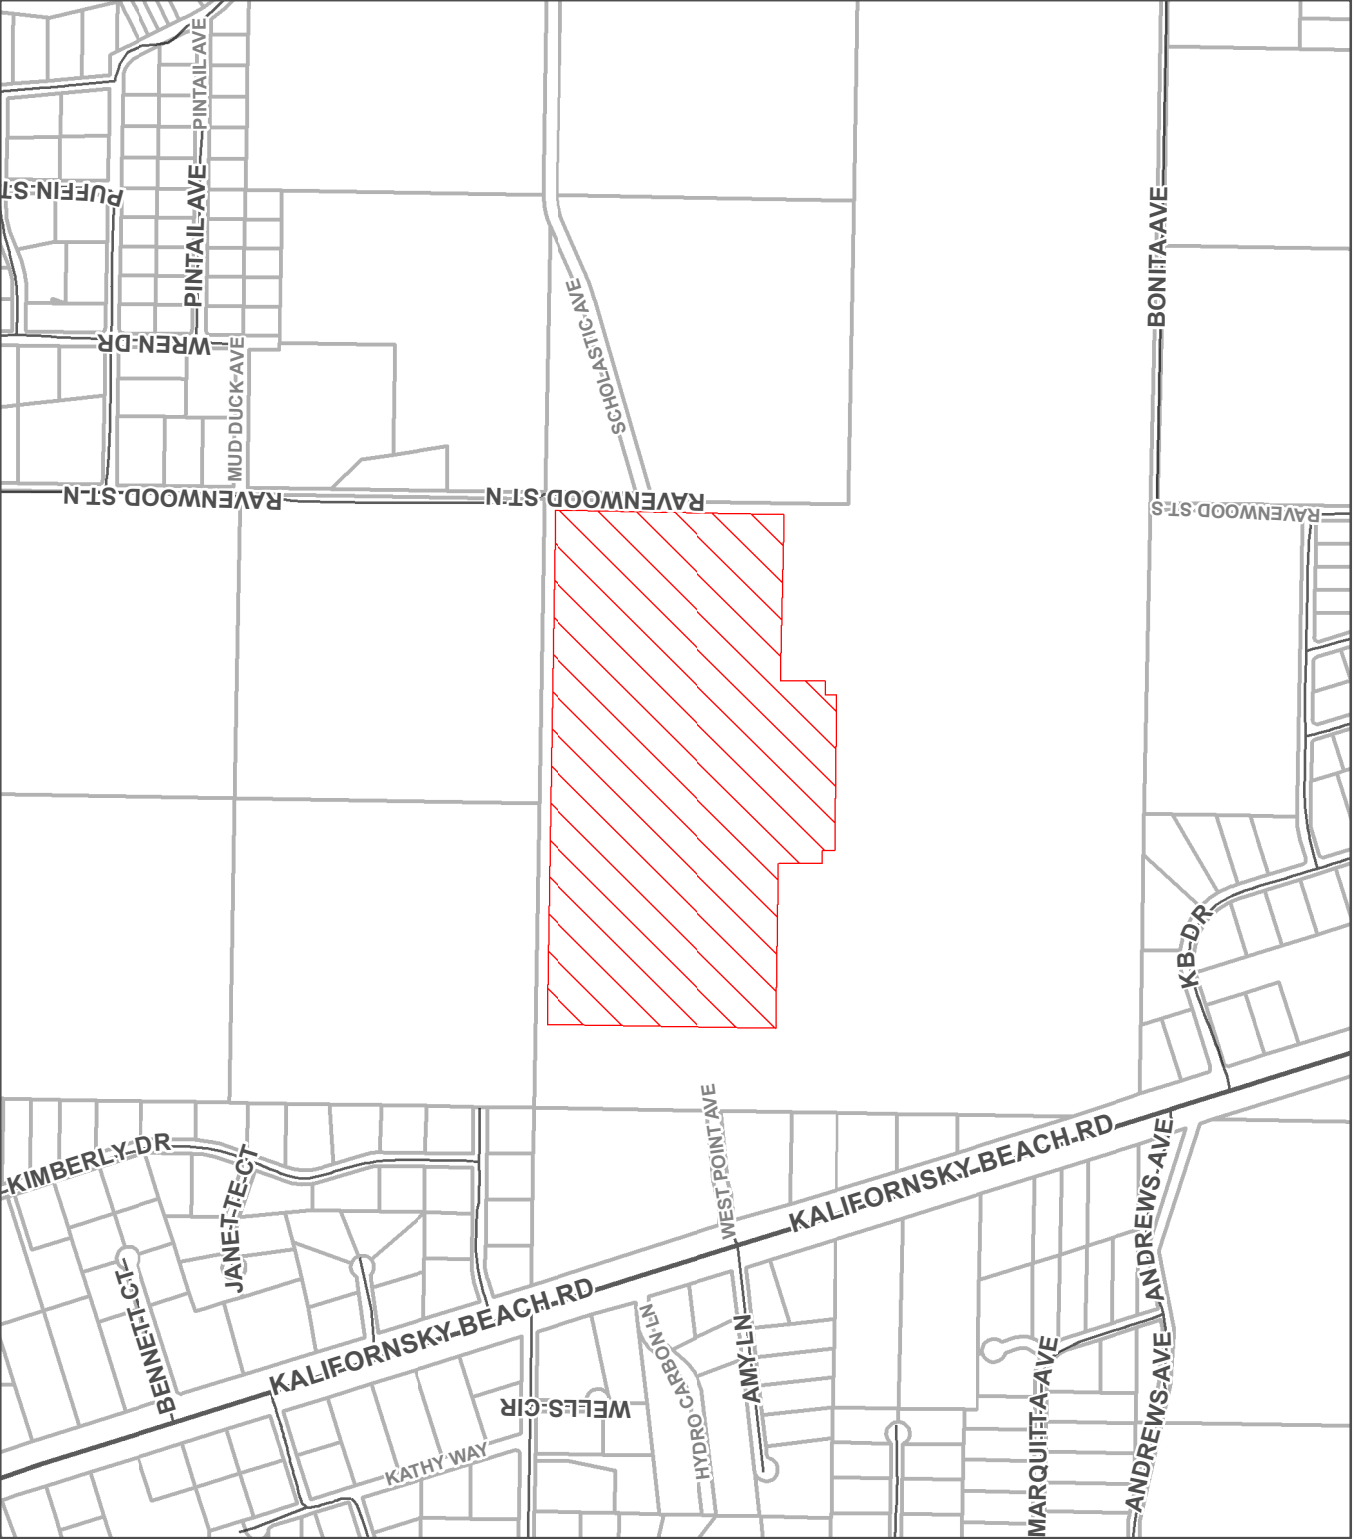 PINTAIL AVE
RUFFIN ST
PINTAIL AVE
BONITA AVE
SCHOLASTIC AVE
WREN DR
MUD DUCK AVE
RAVENWOOD ST N
RAVENWOOD ST N
RAVENWOOD ST S
KB DR
WEST POINT AVE
KIMBERLY DR
JANETTE CT
KALIFORNSKY BEACH RD
ANDREWS AVE
BENNETT CT
KALIFORNSKY BEACH RD
HYDRO CARBON LN
AMY LN
WELLS CIR
MARQUITTA AVE
ANDREWS AVE
KATHY WAY